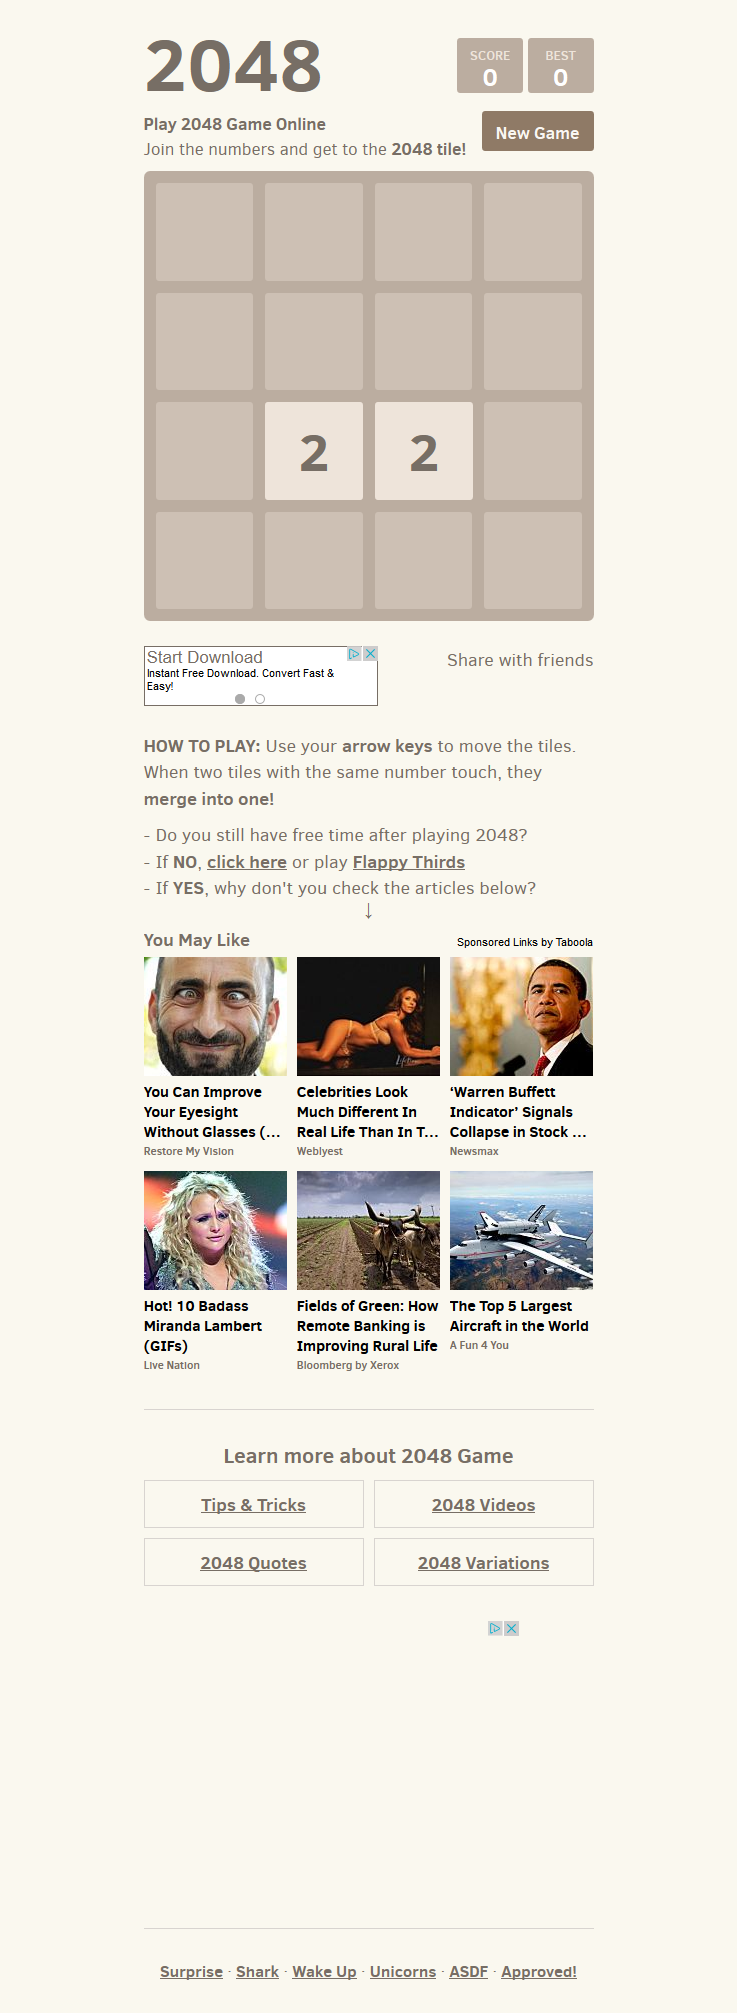 2048
SCORE
0
BEST
0
Play 2048 Game Online
Join the numbers and get to the 2048 tile!
New Game
2
2
Start Download
Instant Free Download. Convert Fast &
Easy!
Share with friends
HOW TO PLAY: Use your arrow keys to move the tiles.
When two tiles with the same number touch, they
merge into one!
- Do you still have free time after playing 2048?
- If NO, click here or play Flappy Thirds
- If YES, why don't you check the articles below?
↓
You May Like
Sponsored Links by Taboola
You Can Improve
Your Eyesight
Without Glasses (...
Restore My Vision
Celebrities Look
Much Different In
Real Life Than In T...
Weblyest
‘Warren Buffett
Indicator’ Signals
Collapse in Stock ...
Newsmax
Hot! 10 Badass
Miranda Lambert
(GIFs)
Live Nation
Fields of Green: How
Remote Banking is
Improving Rural Life
Bloomberg by Xerox
The Top 5 Largest
Aircraft in the World
A Fun 4 You
Learn more about 2048 Game
Tips & Tricks
2048 Videos
2048 Quotes
2048 Variations
Surprise · Shark · Wake Up · Unicorns · ASDF · Approved!